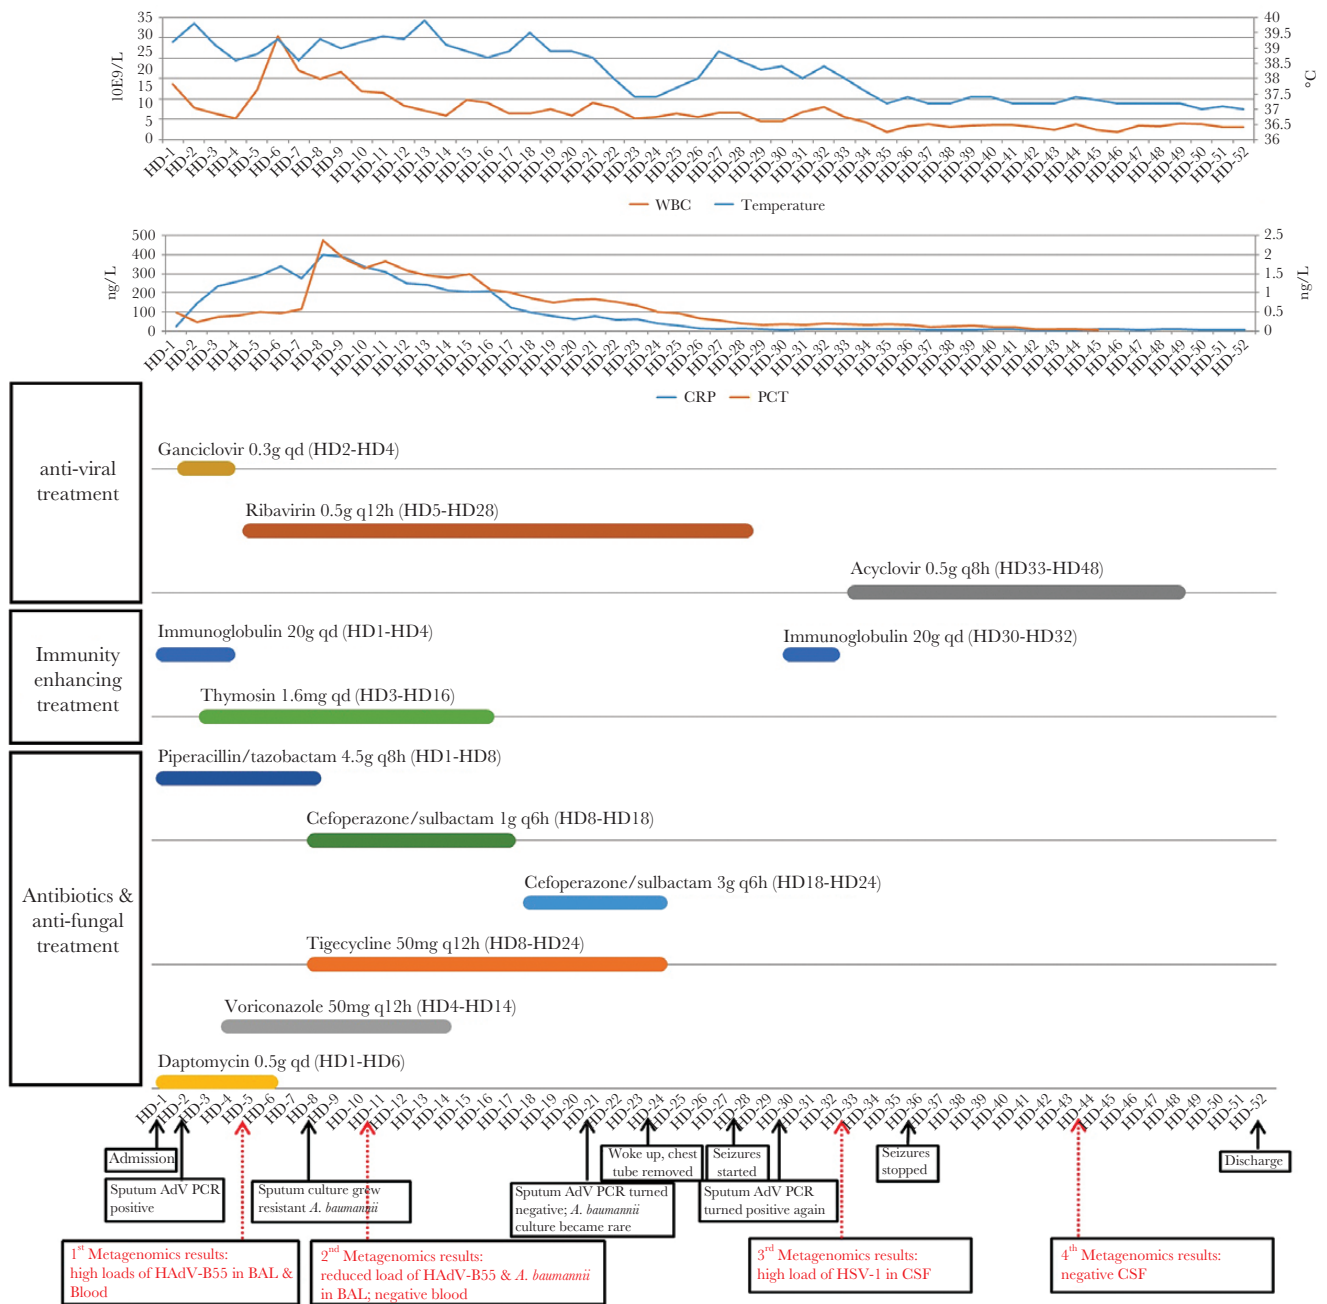 35
30
25
20
15
10
5
0
10E9/L
40
39.5
39
38.5
38
37.5
37
36.5
36
°C
HD-1 HD-2 HD-3 HD-4 HD-5 HD-6 HD-7 HD-8 HD-9 HD-10 HD-11 HD-12 HD-13 HD-14 HD-15 HD-16 HD-17 HD-18 HD-19 HD-20 HD-21 HD-22 HD-23 HD-24 HD-25 HD-26 HD-27 HD-28 HD-29 HD-30 HD-31 HD-32 HD-33 HD-34 HD-35 HD-36 HD-37 HD-38 HD-39 HD-40 HD-41 HD-42 HD-43 HD-44 HD-45 HD-46 HD-47 HD-48 HD-49 HD-50 HD-51 HD-52
WBC Temperature
500
400
300
200
100
0
ng/L
2.5
2
1.5
1
0.5
0
ng/L
HD-1 HD-2 HD-3 HD-4 HD-5 HD-6 HD-7 HD-8 HD-9 HD-10 HD-11 HD-12 HD-13 HD-14 HD-15 HD-16 HD-17 HD-18 HD-19 HD-20 HD-21 HD-22 HD-23 HD-24 HD-25 HD-26 HD-27 HD-28 HD-29 HD-30 HD-31 HD-32 HD-33 HD-34 HD-35 HD-36 HD-37 HD-38 HD-39 HD-40 HD-41 HD-42 HD-43 HD-44 HD-45 HD-46 HD-47 HD-48 HD-49 HD-50 HD-51 HD-52
CRP PCT
anti-viral
treatment
Ganciclovir 0.3g qd (HD2-HD4)
Ribavirin 0.5g q12h (HD5-HD28)
Acyclovir 0.5g q8h (HD33-HD48)
Immunity
enhancing
treatment
Immunoglobulin 20g qd (HD1-HD4)
Immunoglobulin 20g qd (HD30-HD32)
Thymosin 1.6mg qd (HD3-HD16)
Antibiotics &
anti-fungal
treatment
Piperacillin/tazobactam 4.5g q8h (HD1-HD8)
Cefoperazone/sulbactam 1g q6h (HD8-HD18)
Cefoperazone/sulbactam 3g q6h (HD18-HD24)
Tigecycline 50mg q12h (HD8-HD24)
Voriconazole 50mg q12h (HD4-HD14)
Daptomycin 0.5g qd (HD1-HD6)
HD-1 HD-2 HD-3 HD-4 HD-5 HD-6 HD-7 HD-8 HD-9 HD-10 HD-11 HD-12 HD-13 HD-14 HD-15 HD-16 HD-17 HD-18 HD-19 HD-20 HD-21 HD-22 HD-23 HD-24 HD-25 HD-26 HD-27 HD-28 HD-29 HD-30 HD-31 HD-32 HD-33 HD-34 HD-35 HD-36 HD-37 HD-38 HD-39 HD-40 HD-41 HD-42 HD-43 HD-44 HD-45 HD-46 HD-47 HD-48 HD-49 HD-50 HD-51 HD-52
Admission
Sputum AdV PCR
positive
Sputum culture grew
resistant A. baumannii
Sputum AdV PCR turned
negative; A. baumannii
culture became rare
Woke up, chest
tube removed
Seizures
started
Sputum AdV PCR
turned positive again
Seizures
stopped
Discharge
1st Metagenomics results:
high loads of HAdV-B55 in BAL &
Blood
2nd Metagenomics results:
reduced load of HAdV-B55 & A. baumannii
in BAL; negative blood
3rd Metagenomics results:
high load of HSV-1 in CSF
4th Metagenomics results:
negative CSF